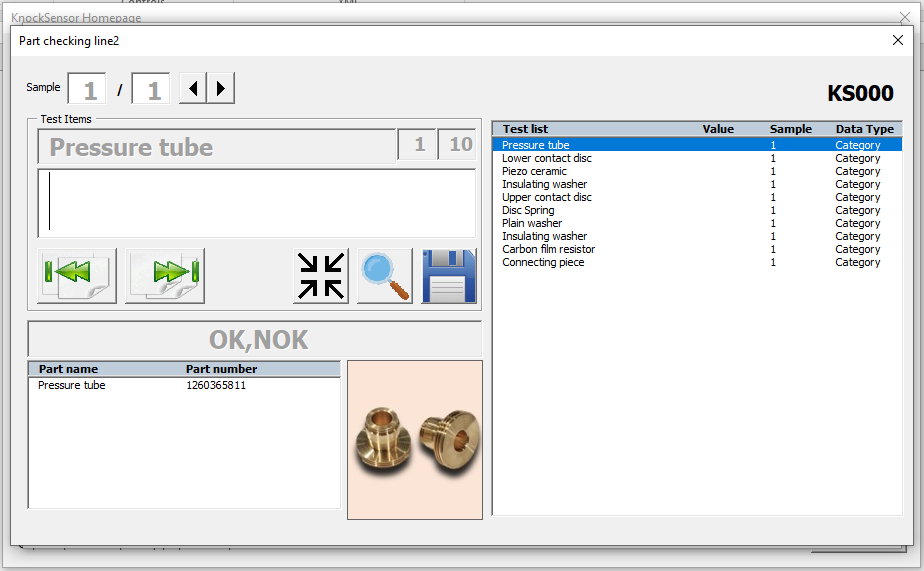 KnockSensor Homepage
Part checking line2
Sample 1 / 1
KS000
Test Items
Pressure tube 1 10
OK,NOK
Part name Part number
Pressure tube 1260365811
Test list Value Sample Data Type
Pressure tube 1 Category
Lower contact disc 1 Category
Piezo ceramic 1 Category
Insulating washer 1 Category
Upper contact disc 1 Category
Disc Spring 1 Category
Plain washer 1 Category
Insulating washer 1 Category
Carbon film resistor 1 Category
Connecting piece 1 Category